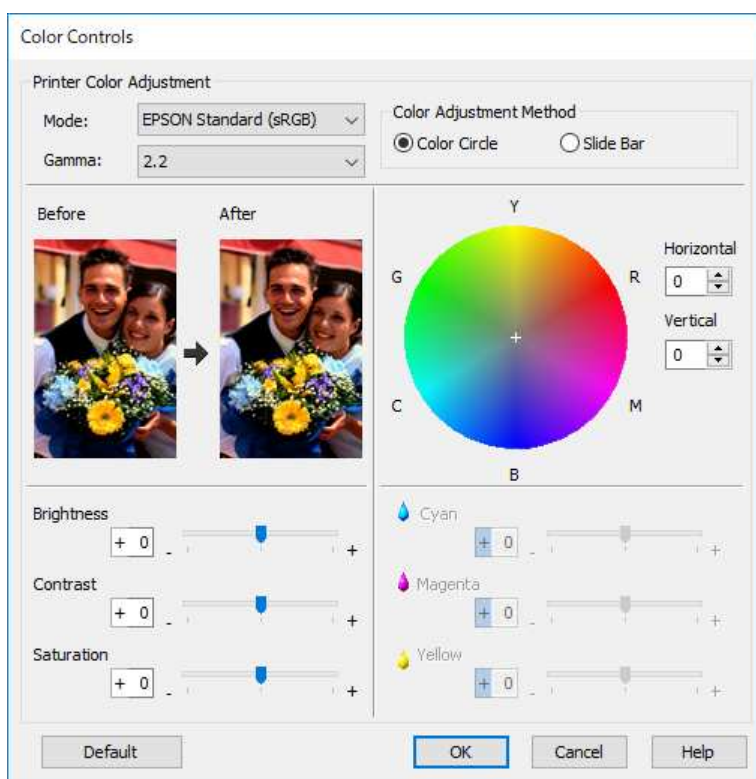 Color Controls
Printer Color Adjustment
Mode: EPSON Standard (sRGB)
Gamma: 2.2
Color Adjustment Method
Color Circle Slide Bar
Before After
Y
G R
C M
B
Horizontal
0
Vertical
0
Brightness
+ 0 - +
Contrast
+ 0 - +
Saturation
+ 0 - +
Cyan
+ 0 - +
Magenta
+ 0 - +
Yellow
+ 0 - +
Default OK Cancel Help